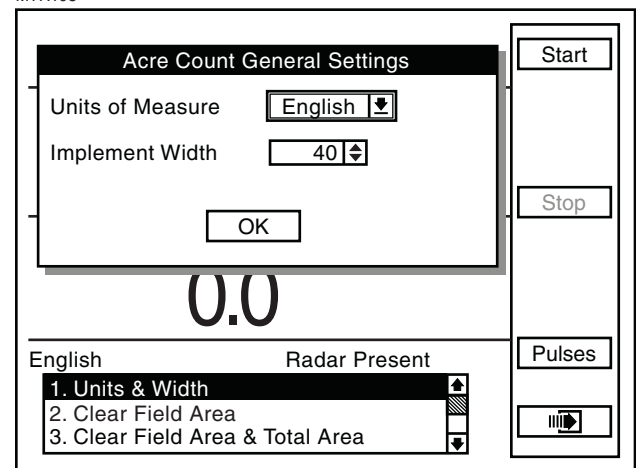 Acre Count General Settings
Units of Measure English
Implement Width 40
OK
0.0
English Radar Present
1. Units & Width
2. Clear Field Area
3. Clear Field Area & Total Area
Start
Stop
Pulses